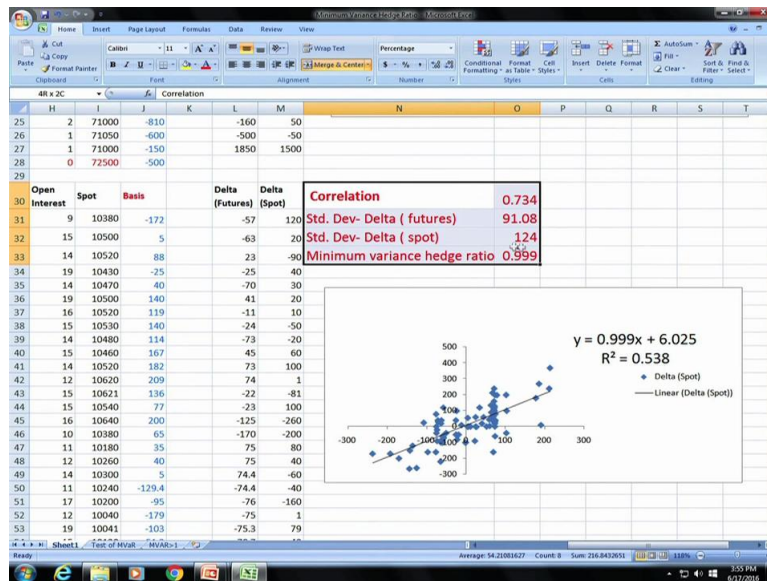 Minimum Variance Hedge Ratio - Microsoft Excel
Home Insert Page Layout Formulas Data Review View
Paste
Cut
Copy
Format Painter
Clipboard
Calibri 11
B I U
Font
Wrap Text
Merge & Center
Alignment
Percentage
$ % ,
Number
Conditional Formatting
Format as Table
Cell Styles
Styles
Insert Delete Format
Cells
Σ AutoSum
Fill
Clear
Sort & Filter
Find & Select
Editing
4R x 2C fx Correlation
H I J K L M N O P Q R S T
25 2 71000 -810 -160 50
26 1 71050 -600 -500 -50
27 1 71000 -150 1850 1500
28 0 72500 -500
29
30 Open Interest Spot Basis Delta (Futures) Delta (Spot) Correlation 0.734
31 9 10380 -172 -57 120 Std. Dev- Delta ( futures) 91.08
32 15 10500 5 -63 20 Std. Dev- Delta ( spot) 124
33 14 10520 88 23 -90 Minimum variance hedge ratio 0.999
34 19 10430 -25 -25 40
35 14 10470 40 -70 30
36 19 10500 140 41 20
37 16 10520 119 -11 10
38 15 10530 140 -24 -50
39 14 10480 114 -73 -20
40 15 10460 167 45 60
41 14 10520 182 73 100
42 12 10620 209 74 1
43 15 10621 136 -22 -81
44 15 10540 77 -23 100
45 16 10640 200 -125 -260
46 10 10380 65 -170 -200
47 11 10180 35 75 80
48 12 10260 40 75 40
49 14 10300 5 74.4 -60
50 11 10240 -129.4 -74.4 -40
51 17 10200 -95 -76 -160
52 12 10040 -179 -75 1
53 19 10041 -103 -75.3 79
y = 0.999x + 6.025
R² = 0.538
Delta (Spot)
Linear (Delta (Spot))
500
400
300
200
100
0
-100
-200
-300
-300 -200 -100 0 100 200 300
Sheet1 Test of MVaR MVAR>1
Ready Average: 54.21081627 Count: 8 Sum: 216.8432651 118%
3:55 PM
6/17/2016